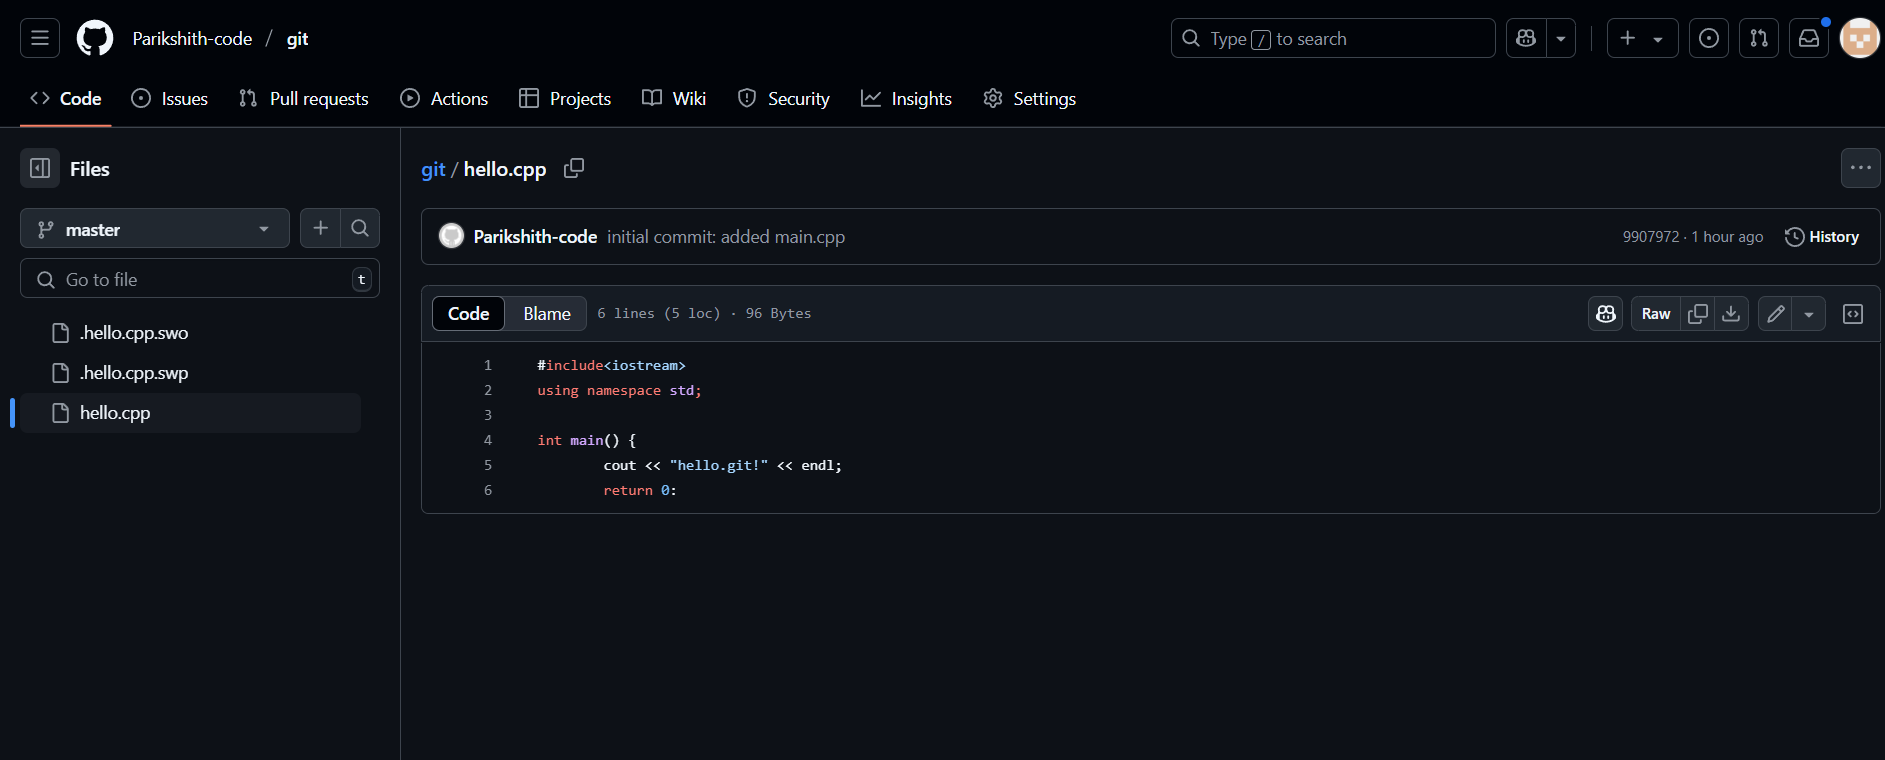 Parikshith-code / git
Type / to search
Code Issues Pull requests Actions Projects Wiki Security Insights Settings
Files
master
Go to file t
.hello.cpp.swo
.hello.cpp.swp
hello.cpp
git / hello.cpp
Parikshith-code initial commit: added main.cpp 9907972 · 1 hour ago History
Code Blame 6 lines (5 loc) · 96 Bytes Raw
1 #include<iostream>
2 using namespace std;
3
4 int main() {
5 cout << "hello.git!" << endl;
6 return 0: